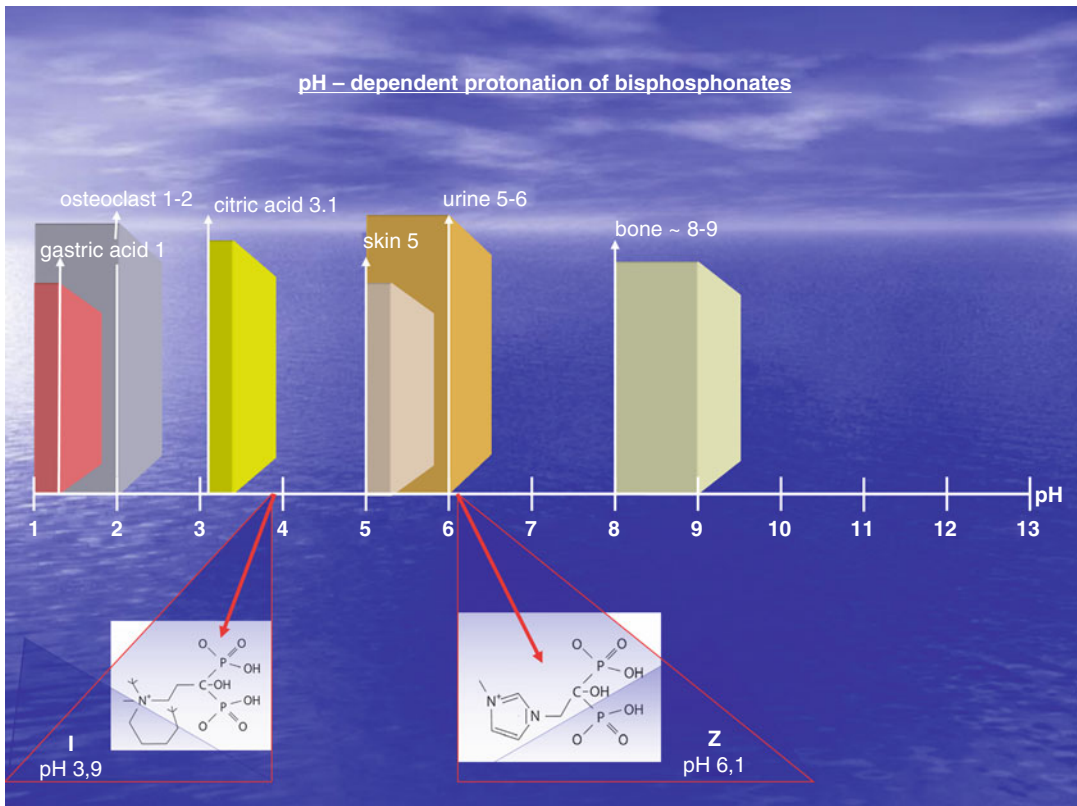 pH – dependent protonation of bisphosphonates
osteoclast 1-2
citric acid 3.1
urine 5-6
gastric acid 1
skin 5
bone ~ 8-9
pH
1 2 3 4 5 6 7 8 9 10 11 12 13
O O
P
OH
N+
C-OH
OH
P
O O
I
pH 3,9
O O
P
OH
N+
C-OH
N
OH
P
O O
Z
pH 6,1